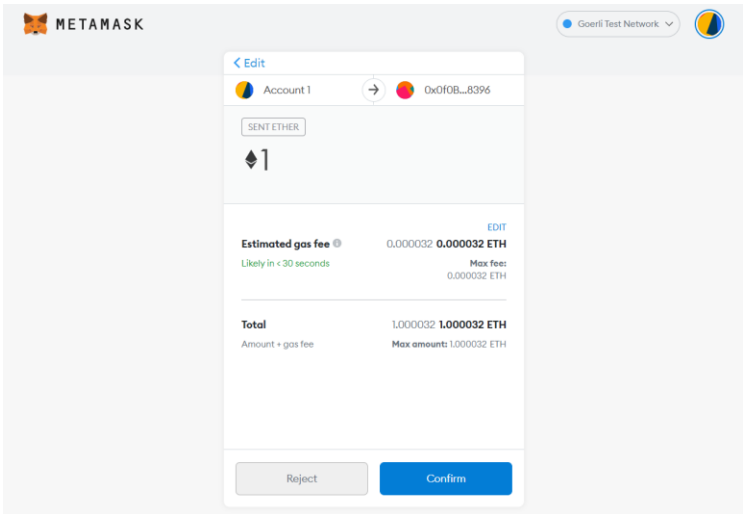 METAMASK
Goerli Test Network
Edit
Account 1
0x0f0B...8396
SENT ETHER
1
EDIT
Estimated gas fee 0.000032 0.000032 ETH
Likely in < 30 seconds Max fee:
0.000032 ETH
Total 1.000032 1.000032 ETH
Amount + gas fee Max amount: 1.000032 ETH
Reject
Confirm